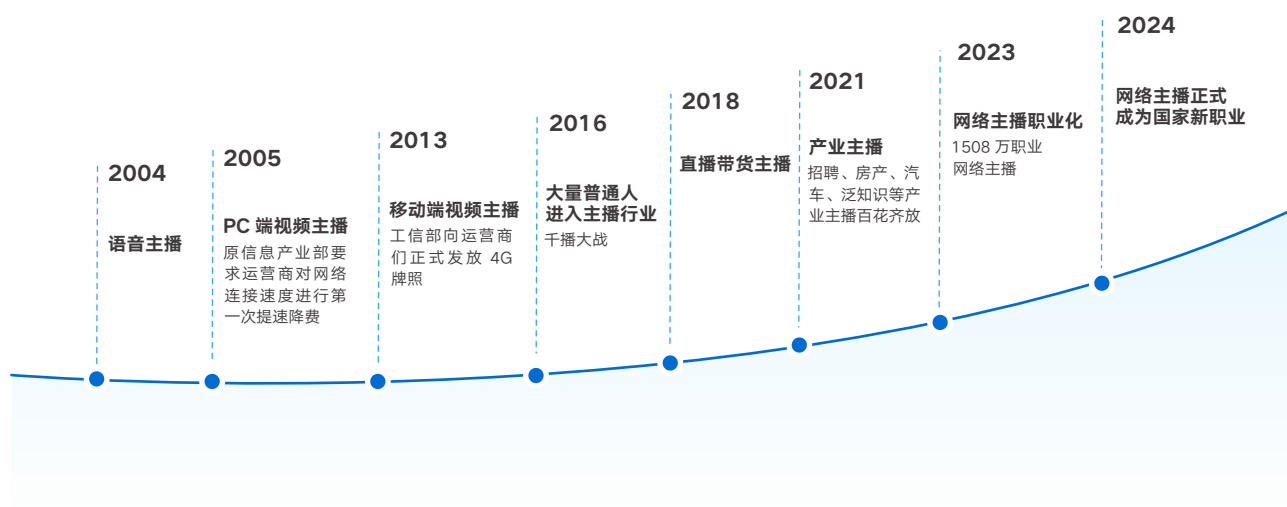 2004
语音主播
2005
PC 端视频主播
原信息产业部要
求运营商对网络
连接速度进行第
一次提速降费
2013
移动端视频主播
工信部向运营商
们正式发放 4G
牌照
2016
大量普通人
进入主播行业
千播大战
2018
直播带货主播
2021
产业主播
招聘、房产、汽
车、泛知识等产
业主播百花齐放
2023
网络主播职业化
1508 万职业
网络主播
2024
网络主播正式
成为国家新职业